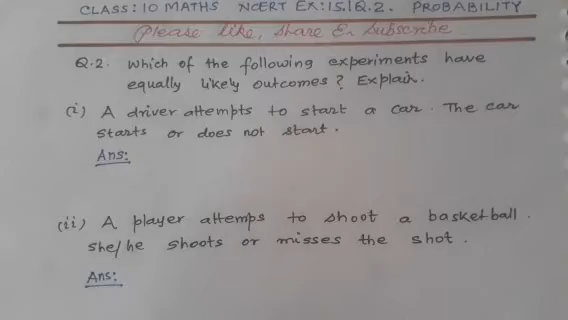 CLASS: 10 MATHS NCERT EX: 15.1 Q.2. PROBABILITY
Please like, share & subscribe
Q.2. Which of the following experiments have
equally likely outcomes? Explain.
(i) A driver attempts to start a car. The car
starts or does not start.
Ans:
(ii) A player attemps to shoot a basketball.
she/he shoots or misses the shot.
Ans: